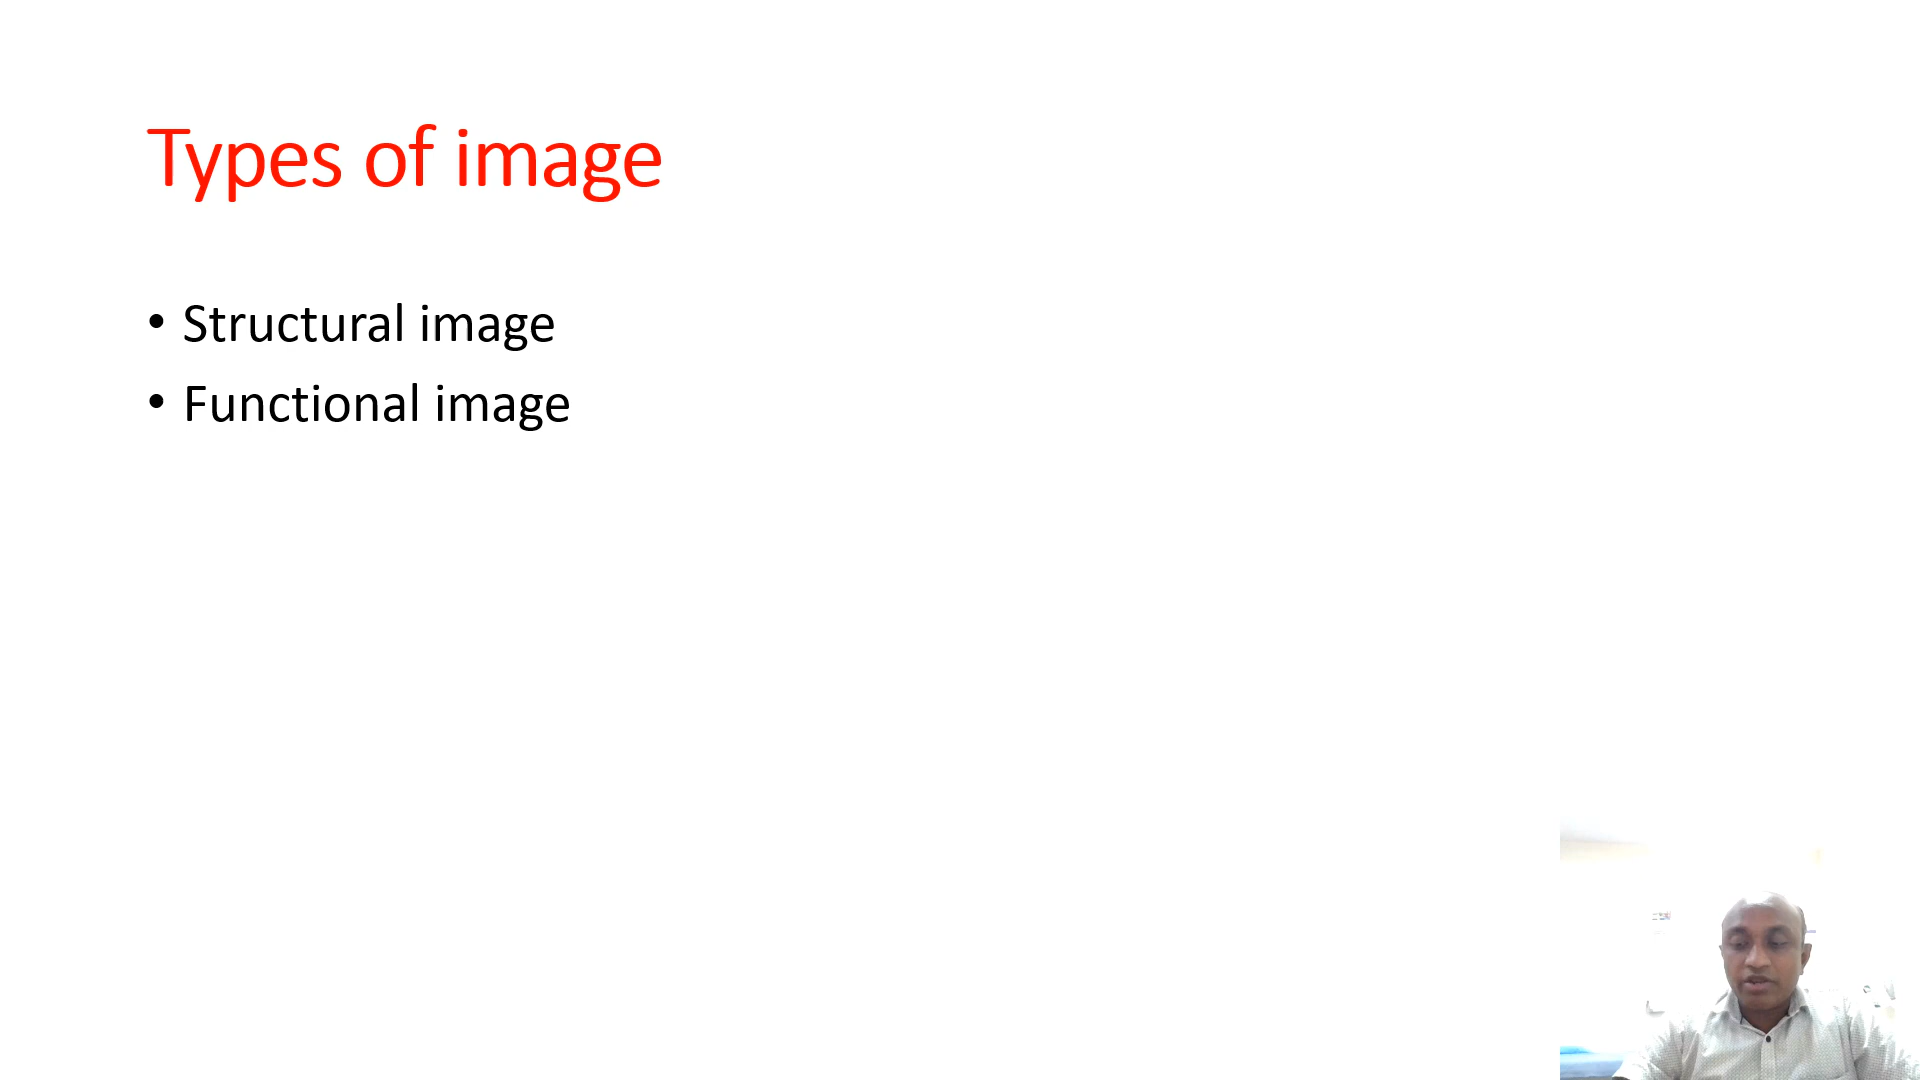 Types of image
• Structural image
• Functional image